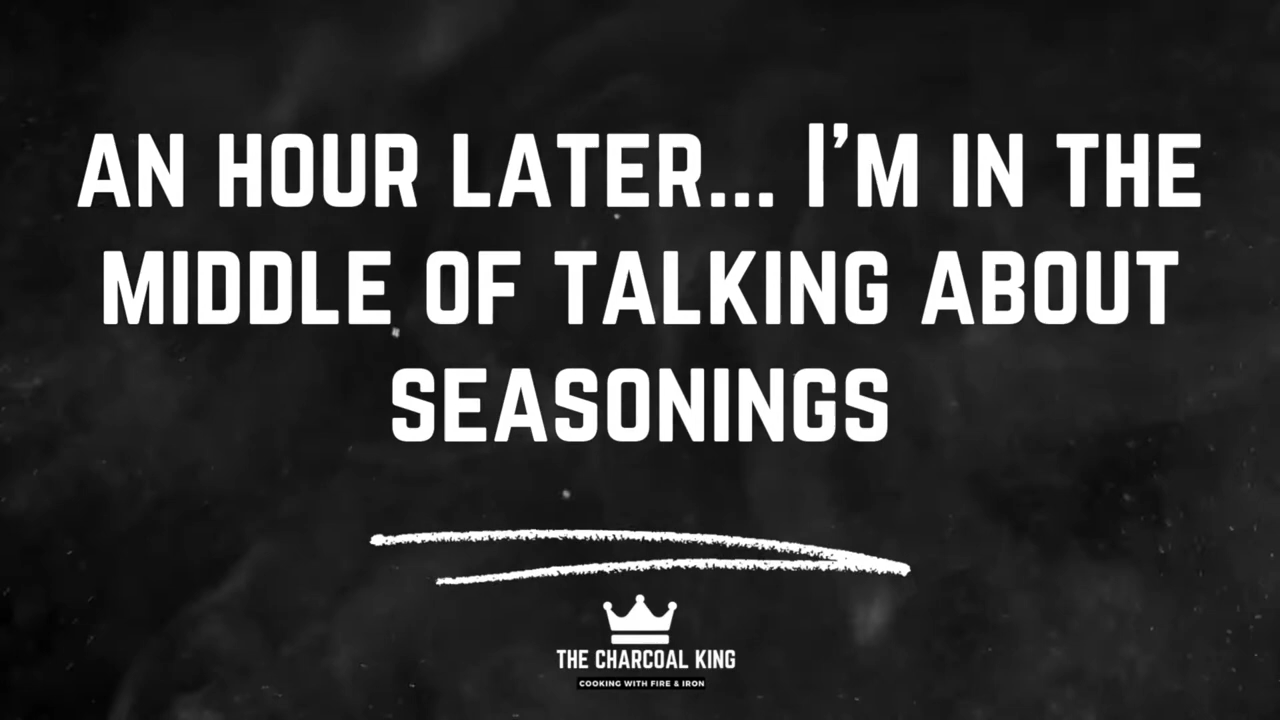 AN HOUR LATER... I'M IN THE
MIDDLE OF TALKING ABOUT
SEASONINGS
THE CHARCOAL KING
COOKING WITH FIRE & IRON